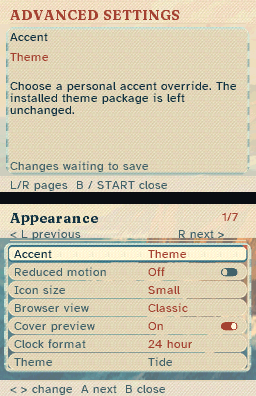 ADVANCED SETTINGS
Accent
Theme
Choose a personal accent override. The
installed theme package is left
unchanged.
Changes waiting to save
L/R pages B / START close
Appearance 1/7
< L previous R next >
Accent Theme
Reduced motion Off
Icon size Small
Browser view Classic
Cover preview On
Clock format 24 hour
Theme Tide
< > change A next B close